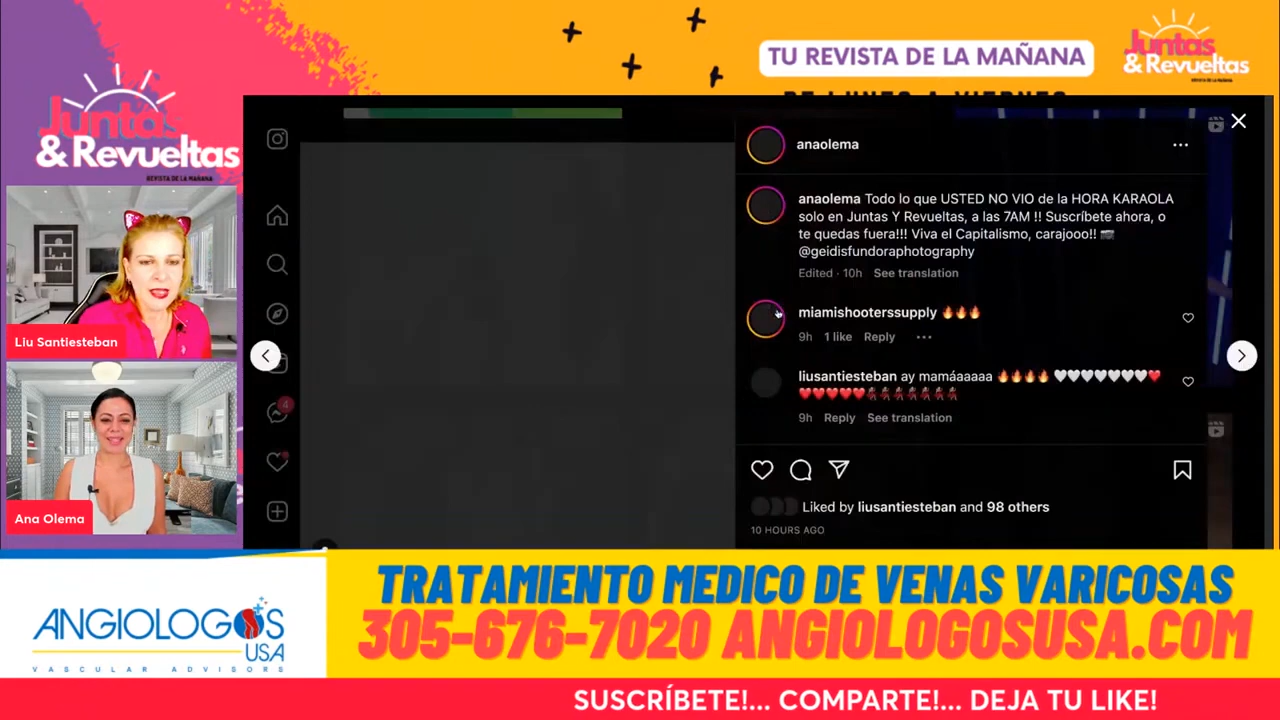 TU REVISTA DE LA MAÑANA
Juntas
& Revueltas
Juntas
& Revueltas
REVISTA DE LA MAÑANA
anaolema
anaolema Todo lo que USTED NO VIO de la HORA KARAOLA
solo en Juntas Y Revueltas, a las 7AM !! Suscríbete ahora, o
te quedas fuera!!! Viva el Capitalismo, carajooo!! 📷
@geidisfundoraphotography
Edited · 10h See translation
miamishooterssupply 🔥🔥🔥
9h 1 like Reply ...
liusantiesteban ay mamáaaaaa 🔥🔥🔥🔥 🤍🤍🤍🤍🤍🤍🤍❤️
❤️❤️❤️❤️❤️💃💃💃💃💃💃💃
9h Reply See translation
Liked by liusantiesteban and 98 others
10 HOURS AGO
4
Liu Santiesteban
Ana Olema
ANGIOLOGOS
USA
VASCULAR ADVISORS
TRATAMIENTO MEDICO DE VENAS VARICOSAS
305-676-7020 ANGIOLOGOSUSA.COM
SUSCRÍBETE!... COMPARTE!... DEJA TU LIKE!